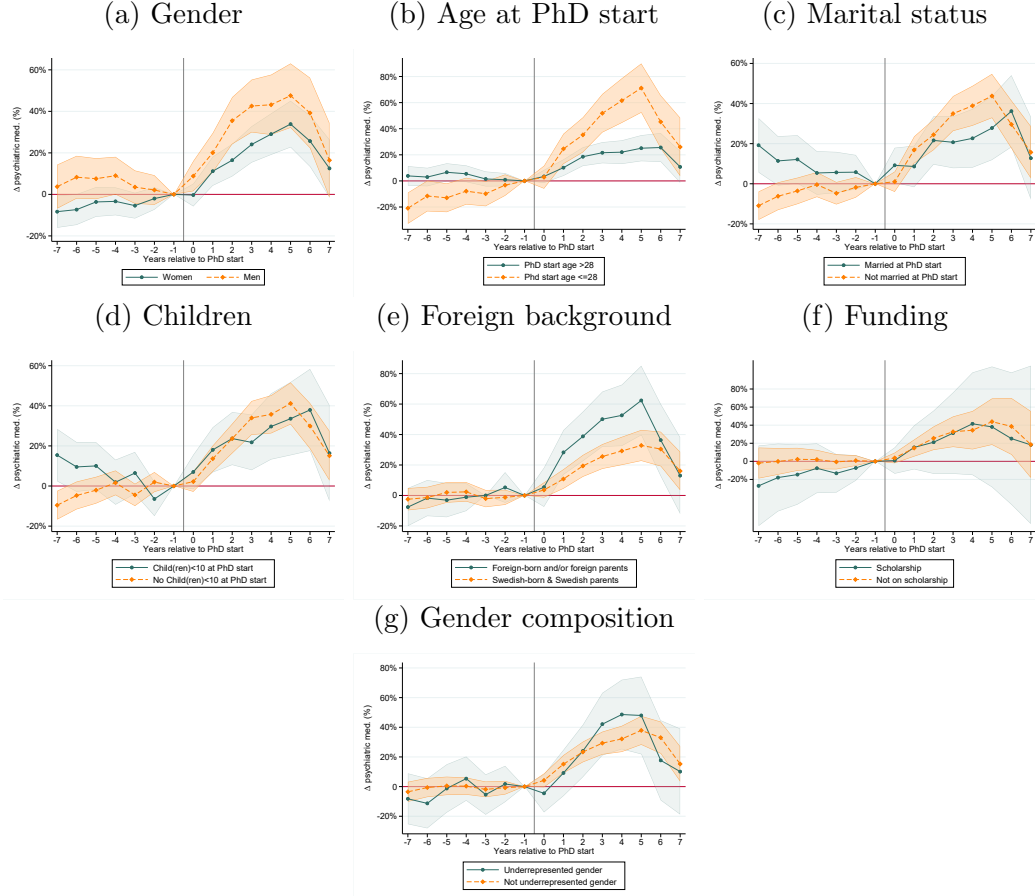 (a) Gender
(b) Age at PhD start
(c) Marital status
60%
40%
20%
0
-20%
Δ psychiatric med. (%)
-7 -6 -5 -4 -3 -2 -1 0 1 2 3 4 5 6 7
Years relative to PhD start
Women
Men
80%
60%
40%
20%
0
-20%
Δ psychiatric med. (%)
-7 -6 -5 -4 -3 -2 -1 0 1 2 3 4 5 6 7
Years relative to PhD start
PhD start age >28
Phd start age <=28
60%
40%
20%
0
-20%
Δ psychiatric med. (%)
-7 -6 -5 -4 -3 -2 -1 0 1 2 3 4 5 6 7
Years relative to PhD start
Married at PhD start
Not married at PhD start
(d) Children
(e) Foreign background
(f) Funding
60%
40%
20%
0
-20%
Δ psychiatric med. (%)
-7 -6 -5 -4 -3 -2 -1 0 1 2 3 4 5 6 7
Years relative to PhD start
Child(ren)<10 at PhD start
No Child(ren)<10 at PhD start
80%
60%
40%
20%
0
-20%
Δ psychiatric med. (%)
-7 -6 -5 -4 -3 -2 -1 0 1 2 3 4 5 6 7
Years relative to PhD start
Foreign-born and/or foreign parents
Swedish-born & Swedish parents
80%
60%
40%
20%
0
-20%
Δ psychiatric med. (%)
-7 -6 -5 -4 -3 -2 -1 0 1 2 3 4 5 6 7
Years relative to PhD start
Scholarship
Not on scholarship
(g) Gender composition
80%
60%
40%
20%
0
-20%
Δ psychiatric med. (%)
-7 -6 -5 -4 -3 -2 -1 0 1 2 3 4 5 6 7
Years relative to PhD start
Underrepresented gender
Not underrepresented gender